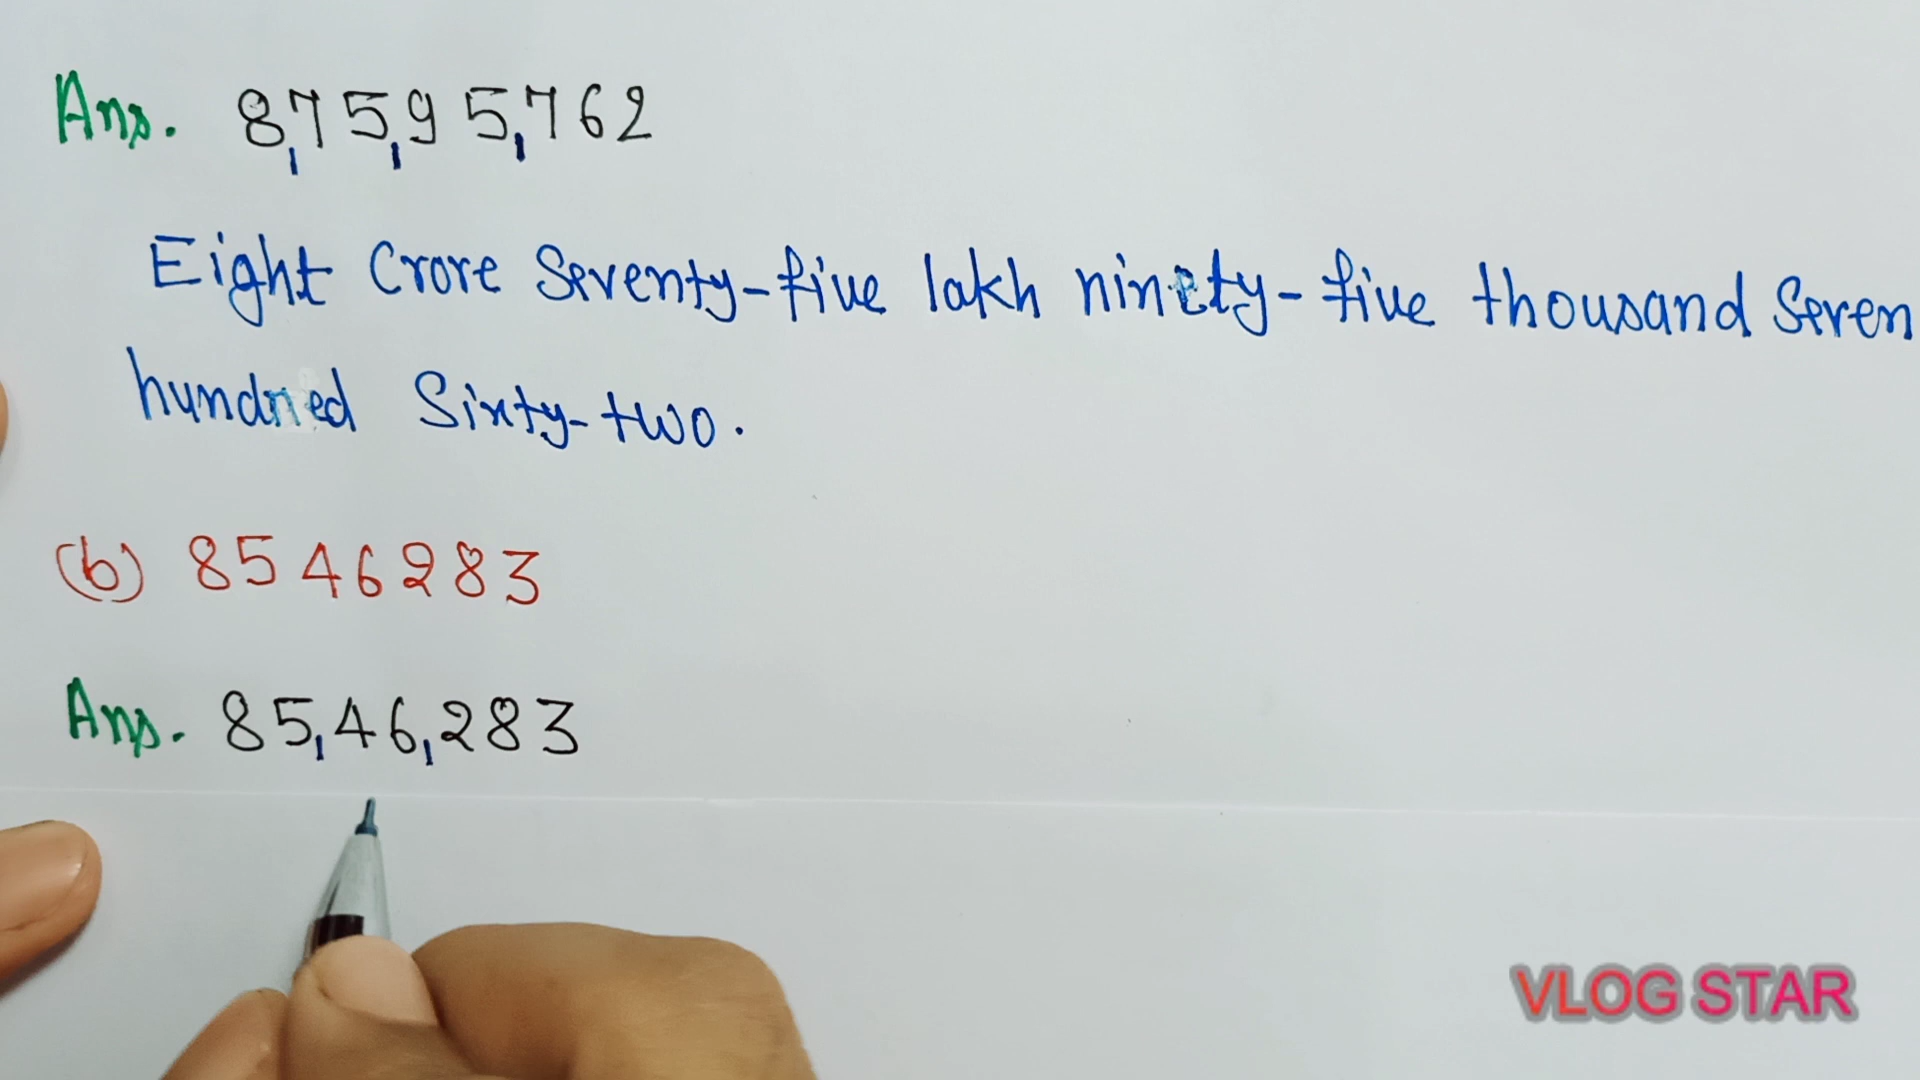 Ans. 8,75,95,762
Eight Crore Seventy-five lakh ninety-five thousand Seven
hundred Sixty-two.
(b) 8546283
Ans. 85,46,283
VLOG STAR